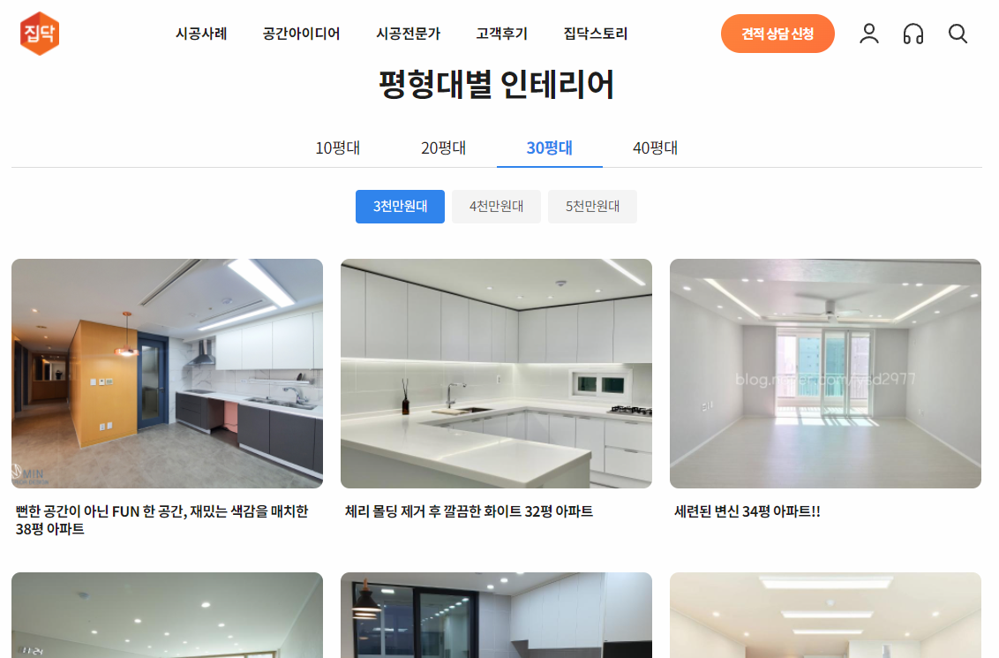 집닥
시공사례 공간아이디어 시공전문가 고객후기 집닥스토리 견적 상담 신청
평형대별 인테리어
10평대 20평대 30평대 40평대
3천만원대 4천만원대 5천만원대
MIN
뻔한 공간이 아닌 FUN 한 공간, 재밌는 색감을 매치한
38평 아파트
체리 몰딩 제거 후 깔끔한 화이트 32평 아파트
세련된 변신 34평 아파트!!